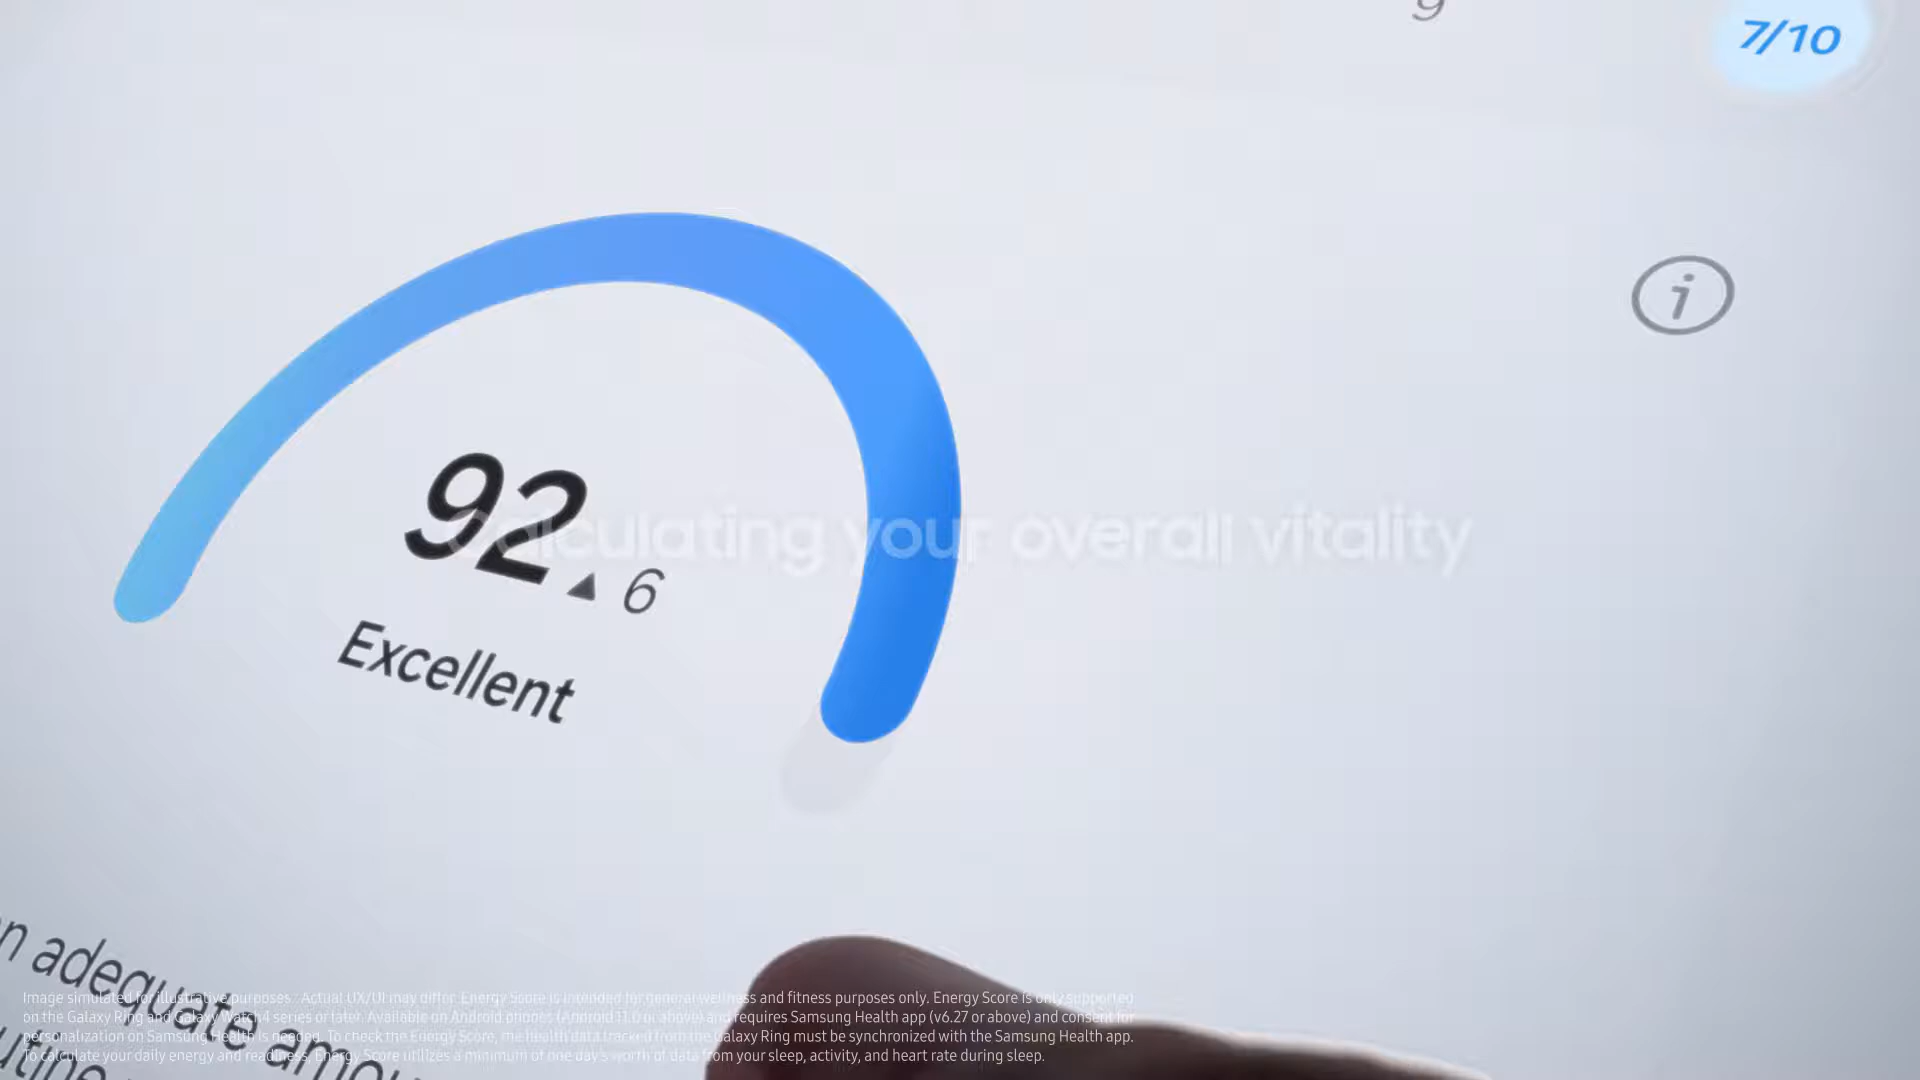 7/10
92 ▲ 6
Excellent
Calculating your overall vitality
n adequate amou
utine
Image simulated for illustrative purposes. Actual UX/UI may differ. Energy Score is intended for general wellness and fitness purposes only. Energy Score is only supported
on the Galaxy Ring and Galaxy Watch4 series or later. Available on Android phones (Android 11.0 or above) and requires Samsung Health app (v6.27 or above) and consent for
personalization on Samsung Health is needed. To check the Energy Score, the health data tracked from the Galaxy Ring must be synchronized with the Samsung Health app.
To calculate your daily energy and readiness, Energy Score utilizes a minimum of one day's worth of data from your sleep, activity, and heart rate during sleep.